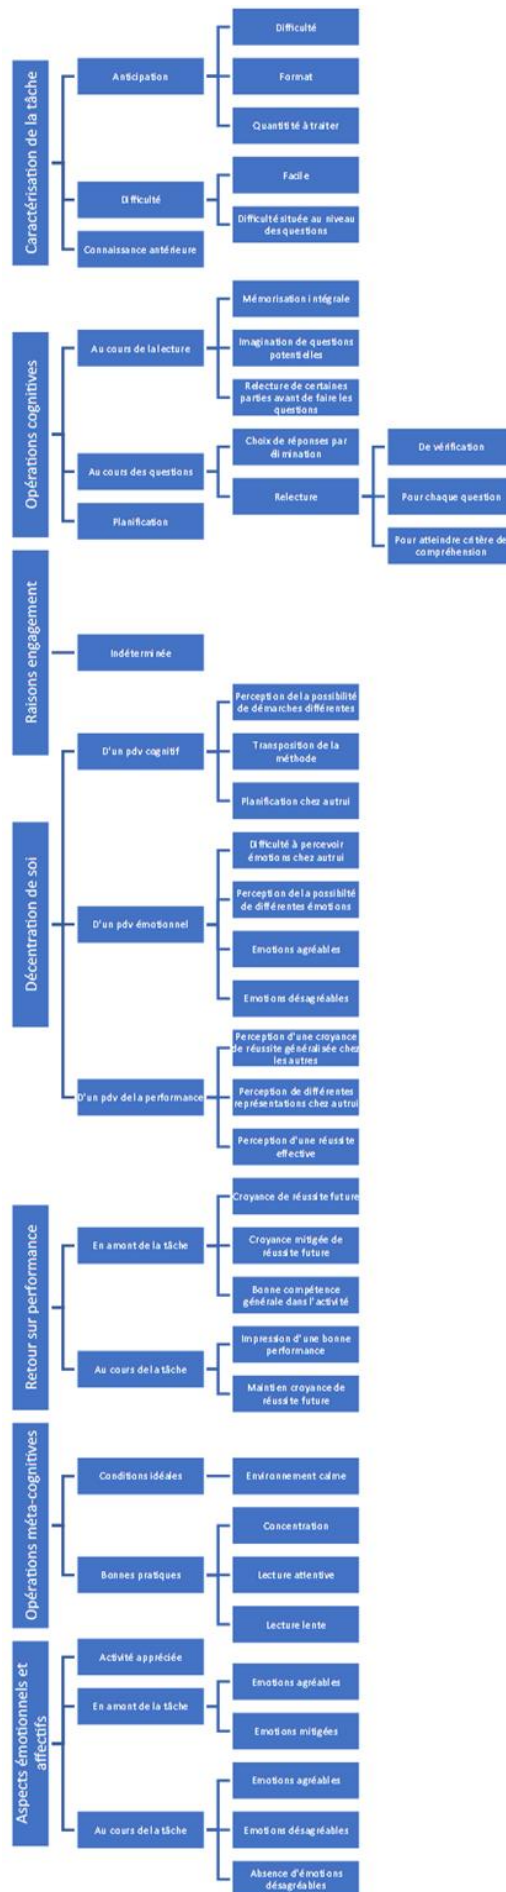 Caractérisation de la tâche
Anticipation
Difficulté
Format
Quantitité à traiter
Difficulté
Facile
Difficulté située au niveau
des questions
Connaissance antérieure
Opérations cognitives
Au cours de la lecture
Mémorisation intégrale
Imagination de questions
potentielles
Relecture de certaines
parties avant de faire les
questions
Au cours des questions
Choix de réponses par
élimination
Relecture
De vérification
Pour chaque question
Pour atteindre critère de
compréhension
Planification
Raisons engagement
Indéterminée
Décentration de soi
D'un pdv cognitif
Perception de la possibilité
de démarches différentes
Transposition de la
méthode
Planification chez autrui
D'un pdv émotionnel
Difficulté à percevoir
émotions chez autrui
Perception de la possibilté
de différentes émotions
Emotions agréables
Emotions désagréables
D'un pdv de la performance
Perception d'une croyance
de réussite généralisée chez
les autres
Perception de différentes
représentations chez autrui
Perception d'une réussite
effective
Retour sur performance
En amont de la tâche
Croyance de réussite future
Croyance mitigée de
réussite future
Bonne compétence
générale dans l'activité
Au cours de la tâche
Impression d'une bonne
performance
Maintien croyance de
réussite future
Opérations méta-cognitives
Conditions idéales
Environnement calme
Bonnes pratiques
Concentration
Lecture attentive
Lecture lente
Aspects émotionnels et
affectifs
Activité appréciée
En amont de la tâche
Emotions agréables
Emotions mitigées
Au cours de la tâche
Emotions agréables
Emotions désagréables
Absence d'émotions
désagréables